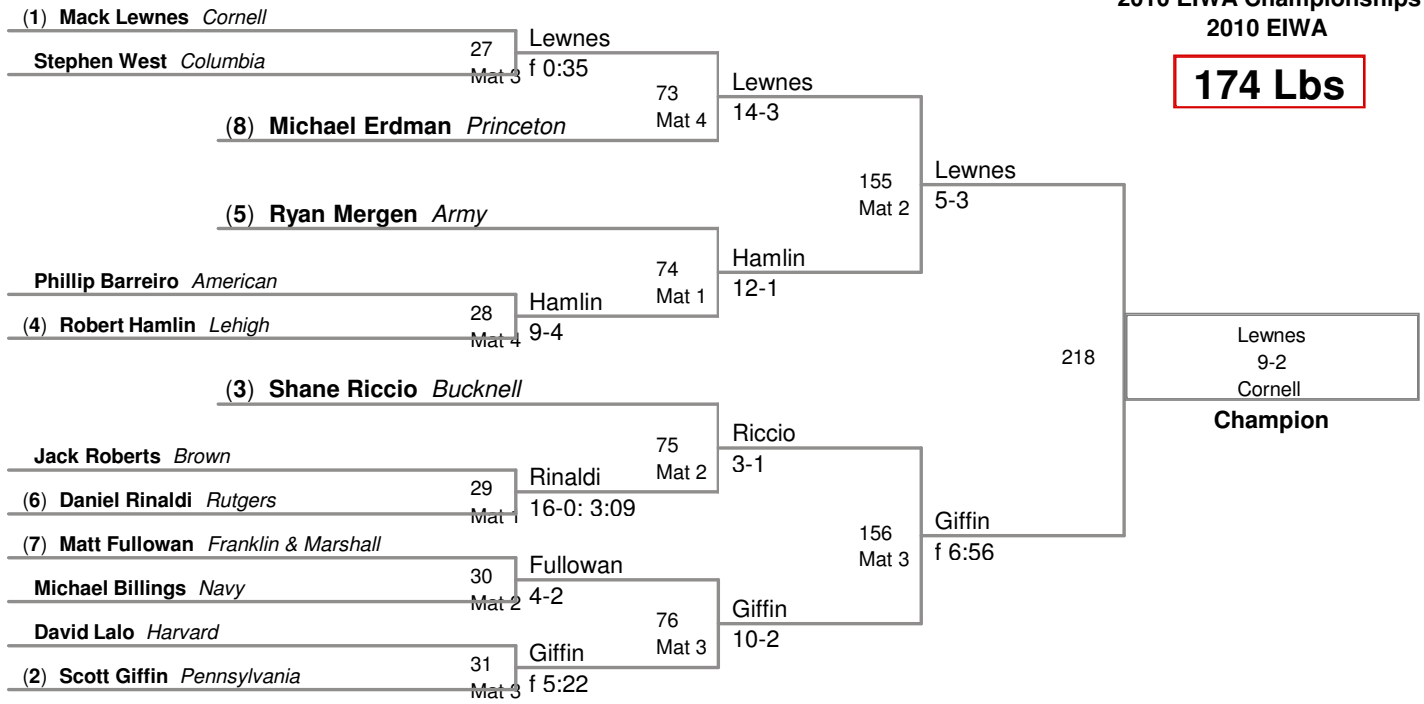 2010 EIWA Championships
2010 EIWA
174 Lbs
(1) Mack Lewnes Cornell
Stephen West Columbia
27
Mat 3
Lewnes
f 0:35
(8) Michael Erdman Princeton
73
Mat 4
Lewnes
14-3
(5) Ryan Mergen Army
Phillip Barreiro American
(4) Robert Hamlin Lehigh
28
Mat 4
Hamlin
9-4
74
Mat 1
Hamlin
12-1
155
Mat 2
Lewnes
5-3
(3) Shane Riccio Bucknell
Jack Roberts Brown
(6) Daniel Rinaldi Rutgers
29
Mat 1
Rinaldi
16-0: 3:09
75
Mat 2
Riccio
3-1
(7) Matt Fullowan Franklin & Marshall
Michael Billings Navy
30
Mat 2
Fullowan
4-2
David Lalo Harvard
(2) Scott Giffin Pennsylvania
31
Mat 3
Giffin
f 5:22
76
Mat 3
Giffin
10-2
156
Mat 3
Giffin
f 6:56
218
Lewnes
9-2
Cornell
Champion